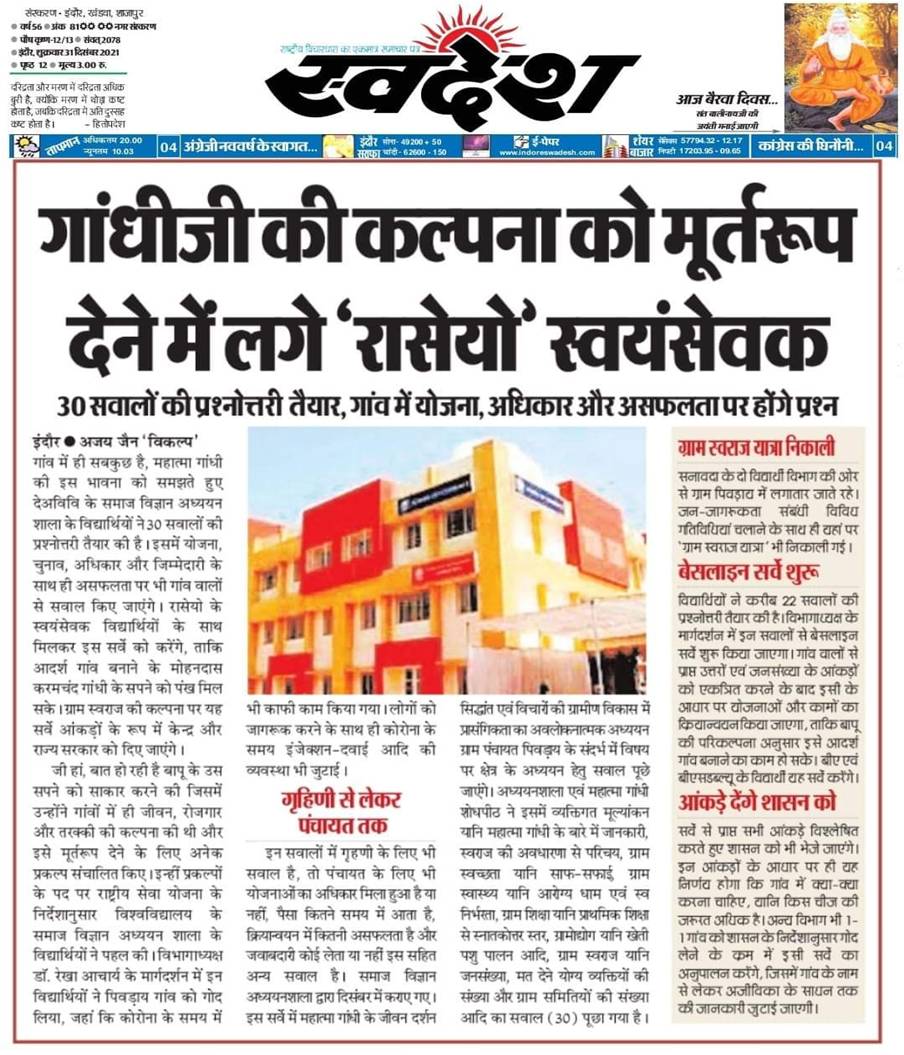 संस्करण - इंदौर, खंडवा, शाजापुर
● वर्ष 56 ● अंक 8100 00 नगर संस्करण
● पौष कृष्ण-12/13 ● संवत् 2078
● इंदौर, शुक्रवार 31 दिसंबर 2021
● पृष्ठ 12 ● मूल्य 3.00 रु.
दरिद्रता और मरण में दरिद्रता अधिक
बुरी है, क्योंकि मरण में थोड़ा कष्ट
होता है, जबकि दरिद्रता में अति दुस्सह
कष्ट होता है। - हितोपदेश
राष्ट्रीय विचारधारा का एकमात्र समाचार पत्र
स्वदेश
आज बैरवा दिवस...
संत बालीनाथजी की
जयंती मनाई जाएगी
तापमान अधिकतम 20.00
न्यूनतम 10.03
04 अंग्रेजी नववर्ष के स्वागत...
इंदौर सराफा सोना- 49200 + 50
चांदी - 62600 - 150
ई-पेपर
www.indoreswadesh.com
शेयर बाजार सेंसेक्स 57794.32 - 12.17
निफ्टी 17203.95 - 09.65
कांग्रेस की घिनौनी... 04
गांधीजी की कल्पना को मूर्तरूप
देने में लगे ‘रासेयो’ स्वयंसेवक
30 सवालों की प्रश्नोत्तरी तैयार, गांव में योजना, अधिकार और असफलता पर होंगे प्रश्न
इंदौर ● अजय जैन ‘विकल्प’
गांव में ही सबकुछ है, महात्मा गांधी
की इस भावना को समझते हुए
देअविवि के समाज विज्ञान अध्ययन
शाला के विद्यार्थियों ने 30 सवालों की
प्रश्नोत्तरी तैयार की है। इसमें योजना,
चुनाव, अधिकार और जिम्मेदारी के
साथ ही असफलता पर भी गांव वालों
से सवाल किए जाएंगे। रासेयो के
स्वयंसेवक विद्यार्थियों के साथ
मिलकर इस सर्वे को करेंगे, ताकि
आदर्श गांव बनाने के मोहनदास
करमचंद गांधी के सपने को पंख मिल
सके। ग्राम स्वराज की कल्पना पर यह
सर्वे आंकड़ों के रूप में केन्द्र और
राज्य सरकार को दिए जाएंगे।
जी हां, बात हो रही है बापू के उस
सपने को साकार करने की जिसमें
उन्होंने गांवों में ही जीवन, रोजगार
और तरक्की की कल्पना की थी और
इसे मूर्तरूप देने के लिए अनेक
प्रकल्प संचालित किए। इन्हीं प्रकल्पों
के पद पर राष्ट्रीय सेवा योजना के
निर्देशानुसार विश्वविद्यालय के
समाज विज्ञान अध्ययन शाला के
विद्यार्थियों ने पहल की। विभागाध्यक्ष
डॉ. रेखा आचार्य के मार्गदर्शन में इन
विद्यार्थियों ने पिवड़ाय गांव को गोद
लिया, जहां कि कोरोना के समय में
भी काफी काम किया गया। लोगों को
जागरूक करने के साथ ही कोरोना के
समय इंजेक्शन-दवाई आदि की
व्यवस्था भी जुटाई।
गृहिणी से लेकर
पंचायत तक
इन सवालों में गृहणी के लिए भी
सवाल है, तो पंचायत के लिए भी
योजनाओं का अधिकार मिला हुआ है या
नहीं, पैसा कितने समय में आता है,
क्रियान्वयन में कितनी असफलता है और
जवाबदारी कोई लेता या नहीं इस सहित
अन्य सवाल है। समाज विज्ञान
अध्ययनशाला द्वारा दिसंबर में कराए गए।
इस सर्वे में महात्मा गांधी के जीवन दर्शन
सिद्धांत एवं विचारों की ग्रामीण विकास में
प्रासंगिकता का अवलोकनात्मक अध्ययन
ग्राम पंचायत पिवड़ाय के संदर्भ में विषय
पर क्षेत्र के अध्ययन हेतु सवाल पूछे
जाएंगे। अध्ययनशाला एवं महात्मा गांधी
शोधपीठ ने इसमें व्यक्तिगत मूल्यांकन
यानि महात्मा गांधी के बारे में जानकारी,
स्वराज की अवधारणा से परिचय, ग्राम
स्वच्छता यानि साफ-सफाई, ग्राम
स्वास्थ्य यानि आरोग्य धाम एवं स्व
निर्भरता, ग्राम शिक्षा यानि प्राथमिक शिक्षा
से स्नातकोत्तर स्तर, ग्रामोद्योग यानि खेती
पशु पालन आदि, ग्राम स्वराज यानि
जनसंख्या, मत देने योग्य व्यक्तियों की
संख्या और ग्राम समितियों की संख्या
आदि का सवाल (30) पूछा गया है।
ग्राम स्वराज यात्रा निकाली
सनावदा के दो विद्यार्थी विभाग की ओर
से ग्राम पिवड़ाय में लगातार जाते रहे।
जन-जागरूकता संबंधी विविध
गतिविधियां चलाने के साथ ही यहां पर
‘ग्राम स्वराज यात्रा’ भी निकाली गई।
बेसलाइन सर्वे शुरू
विद्यार्थियों ने करीब 22 सवालों की
प्रश्नोत्तरी तैयार की है। विभागाध्यक्ष के
मार्गदर्शन में इन सवालों से बेसलाइन
सर्वे शुरू किया जाएगा। गांव वालों से
प्राप्त उत्तरों एवं जनसंख्या के आंकड़ों
को एकत्रित करने के बाद इसी के
आधार पर योजनाओं और कामों का
क्रियान्वयन किया जाएगा, ताकि बापू
की परिकल्पना अनुसार इसे आदर्श
गांव बनाने का काम हो सके। बीए एवं
बीएसडब्ल्यू के विद्यार्थी यह सर्वे करेंगे।
आंकड़े देंगे शासन को
सर्वे से प्राप्त सभी आंकड़े विश्लेषित
करते हुए शासन को भी भेजे जाएंगे।
इन आंकड़ों के आधार पर ही यह
निर्णय होगा कि गांव में क्या-क्या
करना चाहिए, यानि किस चीज की
जरूरत अधिक है। अन्य विभाग भी 1-
1 गांव को शासन के निर्देशानुसार गोद
लेने के क्रम में इसी सर्वे का
अनुपालन करेंगे, जिसमें गांव के नाम
से लेकर अजीविका के साधन तक
की जानकारी जुटाई जाएगी।